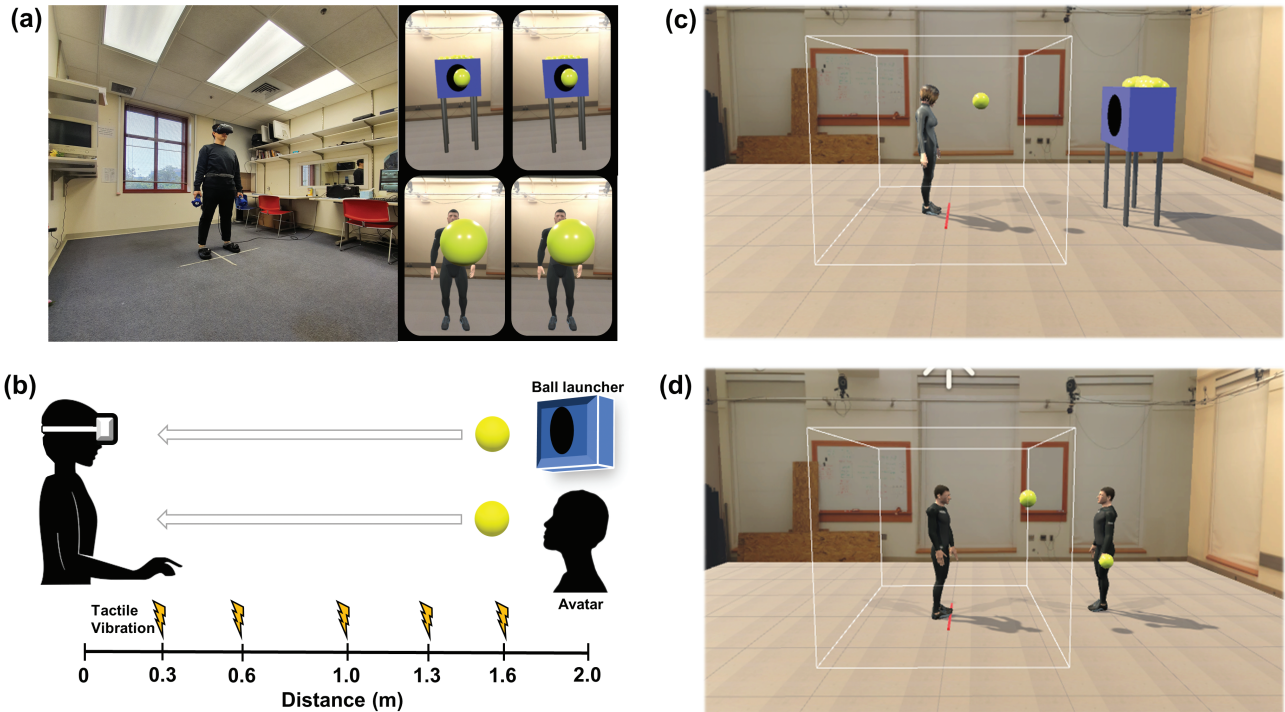 (a)
(b)
Ball launcher
Avatar
Tactile
Vibration
0
0.3
0.6
1.0
1.3
1.6
2.0
Distance (m)
(c)
(d)